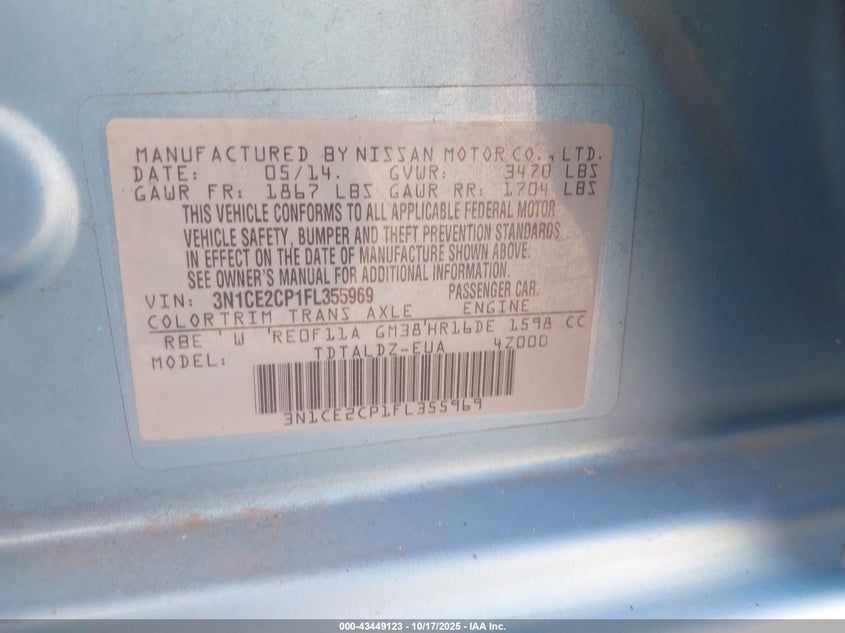 MANUFACTURED BY NISSAN MOTOR CO., LTD.
DATE: 05/14. GVWR: 3470 LBS
GAWR FR: 1867 LBS GAWR RR: 1704 LBS
THIS VEHICLE CONFORMS TO ALL APPLICABLE FEDERAL MOTOR
VEHICLE SAFETY, BUMPER AND THEFT PREVENTION STANDARDS
IN EFFECT ON THE DATE OF MANUFACTURE SHOWN ABOVE.
SEE OWNER'S MANUAL FOR ADDITIONAL INFORMATION.
VIN: 3N1CE2CP1FL355969 PASSENGER CAR.
COLORTRIM TRANS AXLE ENGINE
RBE ' W 'RE0F11A GM38'HR16DE 1598 CC
MODEL: TDTALDZ-EUA 4Z000
3N1CE2CP1FL355969
000-43449123 - 10/17/2025 - IAA Inc.